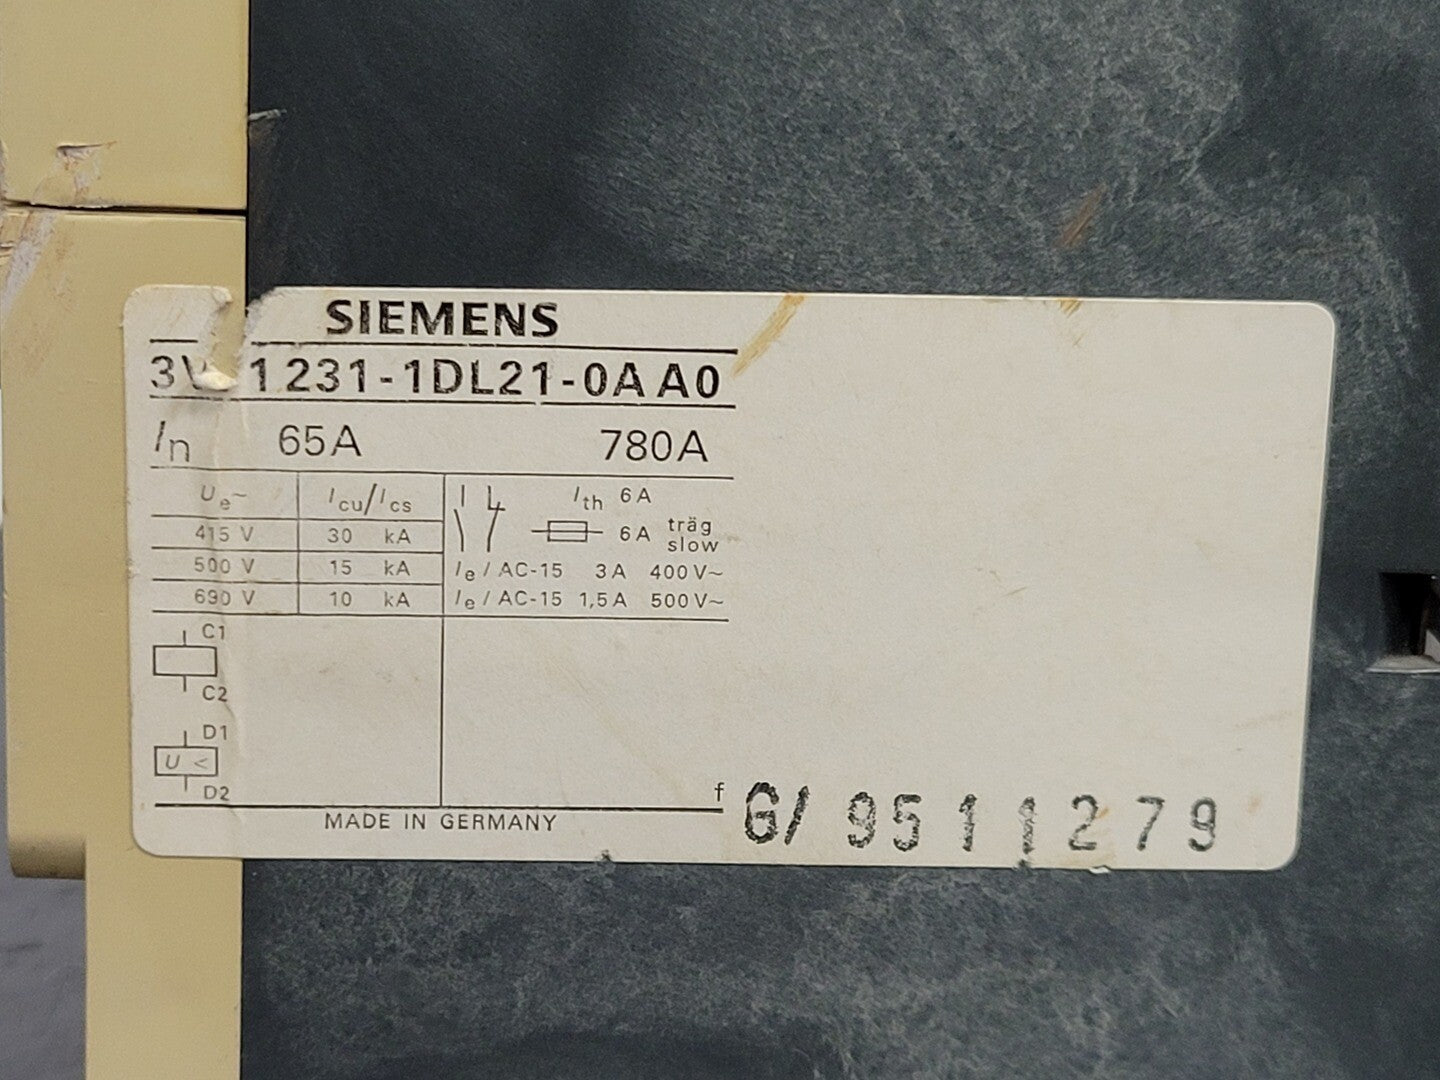 SIEMENS
3V 1231-1DL21-0AA0
In 65A 780A
Ue~ Icu/Ics
415 V 30 kA
500 V 15 kA
690 V 10 kA
Ith 6A
6A träg
slow
Ie / AC-15 3A 400V~
Ie / AC-15 1,5A 500V~
C1
C2
D1
U <
D2
f
MADE IN GERMANY
G/ 9511279